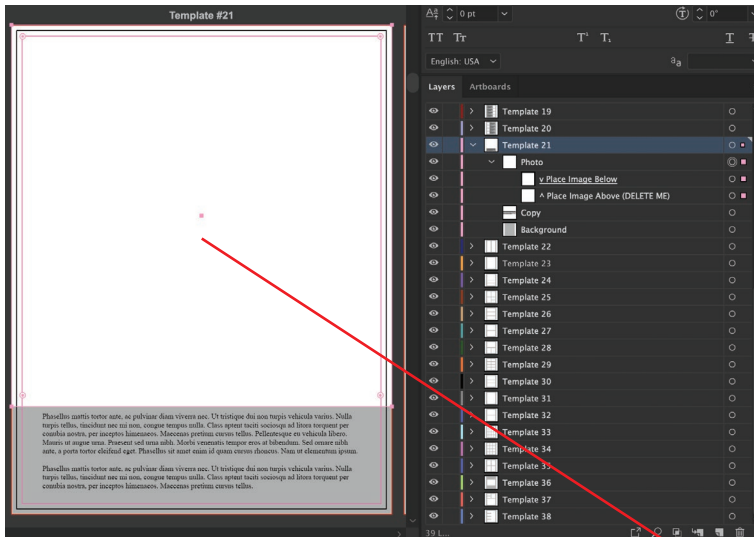 Template #21
Phasellus mattis tortor ante, ac pulvinar diam viverra nec. Ut tristique dui non turpis vehicula varius. Nulla
turpis tellus, tincidunt nec mi non, congue tempus nulla. Class aptent taciti sociosqu ad litora torquent per
conubia nostra, per inceptos himenaeos. Maecenas pretium cursus tellus. Pellentesque eu vehicula libero.
Mauris ut augue urna. Praesent sed urna nibh. Morbi venenatis tempor eros at bibendum. Sed ornare nibh
ante, a porta tortor eleifend eget. Phasellus sit amet enim id quam cursus rhoncus. Nam ut elementum ipsum.
Phasellus mattis tortor ante, ac pulvinar diam viverra nec. Ut tristique dui non turpis vehicula varius. Nulla
turpis tellus, tincidunt nec mi non, congue tempus nulla. Class aptent taciti sociosqu ad litora torquent per
conubia nostra, per inceptos himenaeos. Maecenas pretium cursus tellus.
0 pt
0°
TT Tr T¹ T₁ T
English: USA
aa
Layers Artboards
Template 19
Template 20
Template 21
Photo
v Place Image Below
^ Place Image Above (DELETE ME)
Copy
Background
Template 22
Template 23
Template 24
Template 25
Template 26
Template 27
Template 28
Template 29
Template 30
Template 31
Template 32
Template 33
Template 34
Template 35
Template 36
Template 37
Template 38
39 L...